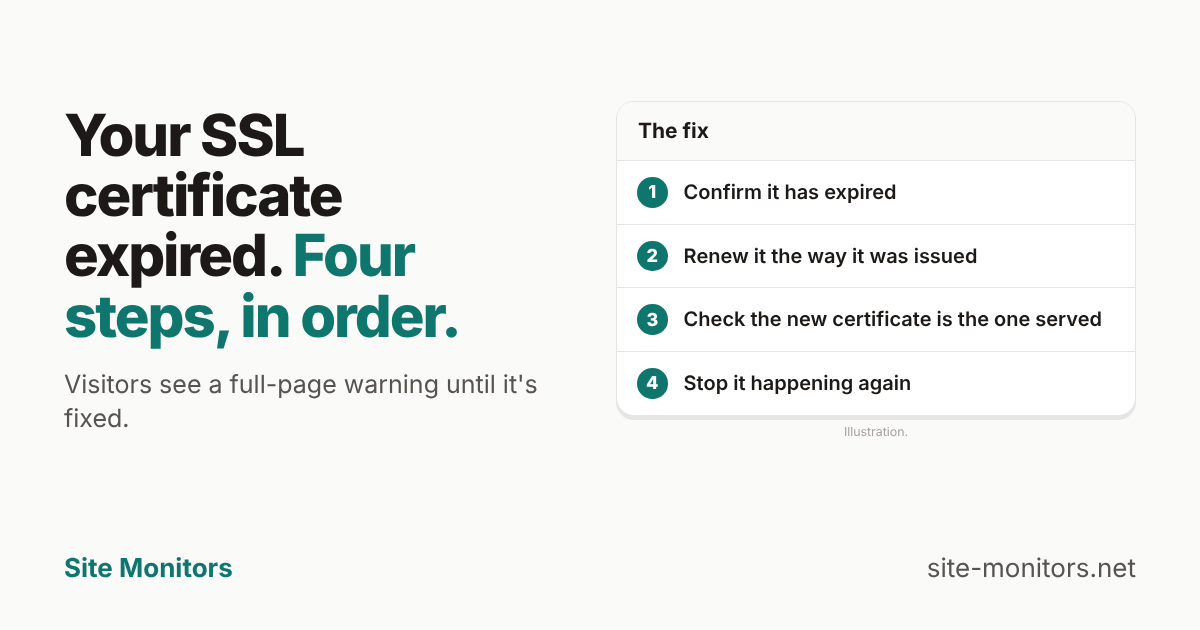 Your SSL
certificate
expired. Four
steps, in order.
Visitors see a full-page warning until it's
fixed.
The fix
1 Confirm it has expired
2 Renew it the way it was issued
3 Check the new certificate is the one served
4 Stop it happening again
Illustration.
Site Monitors
site-monitors.net